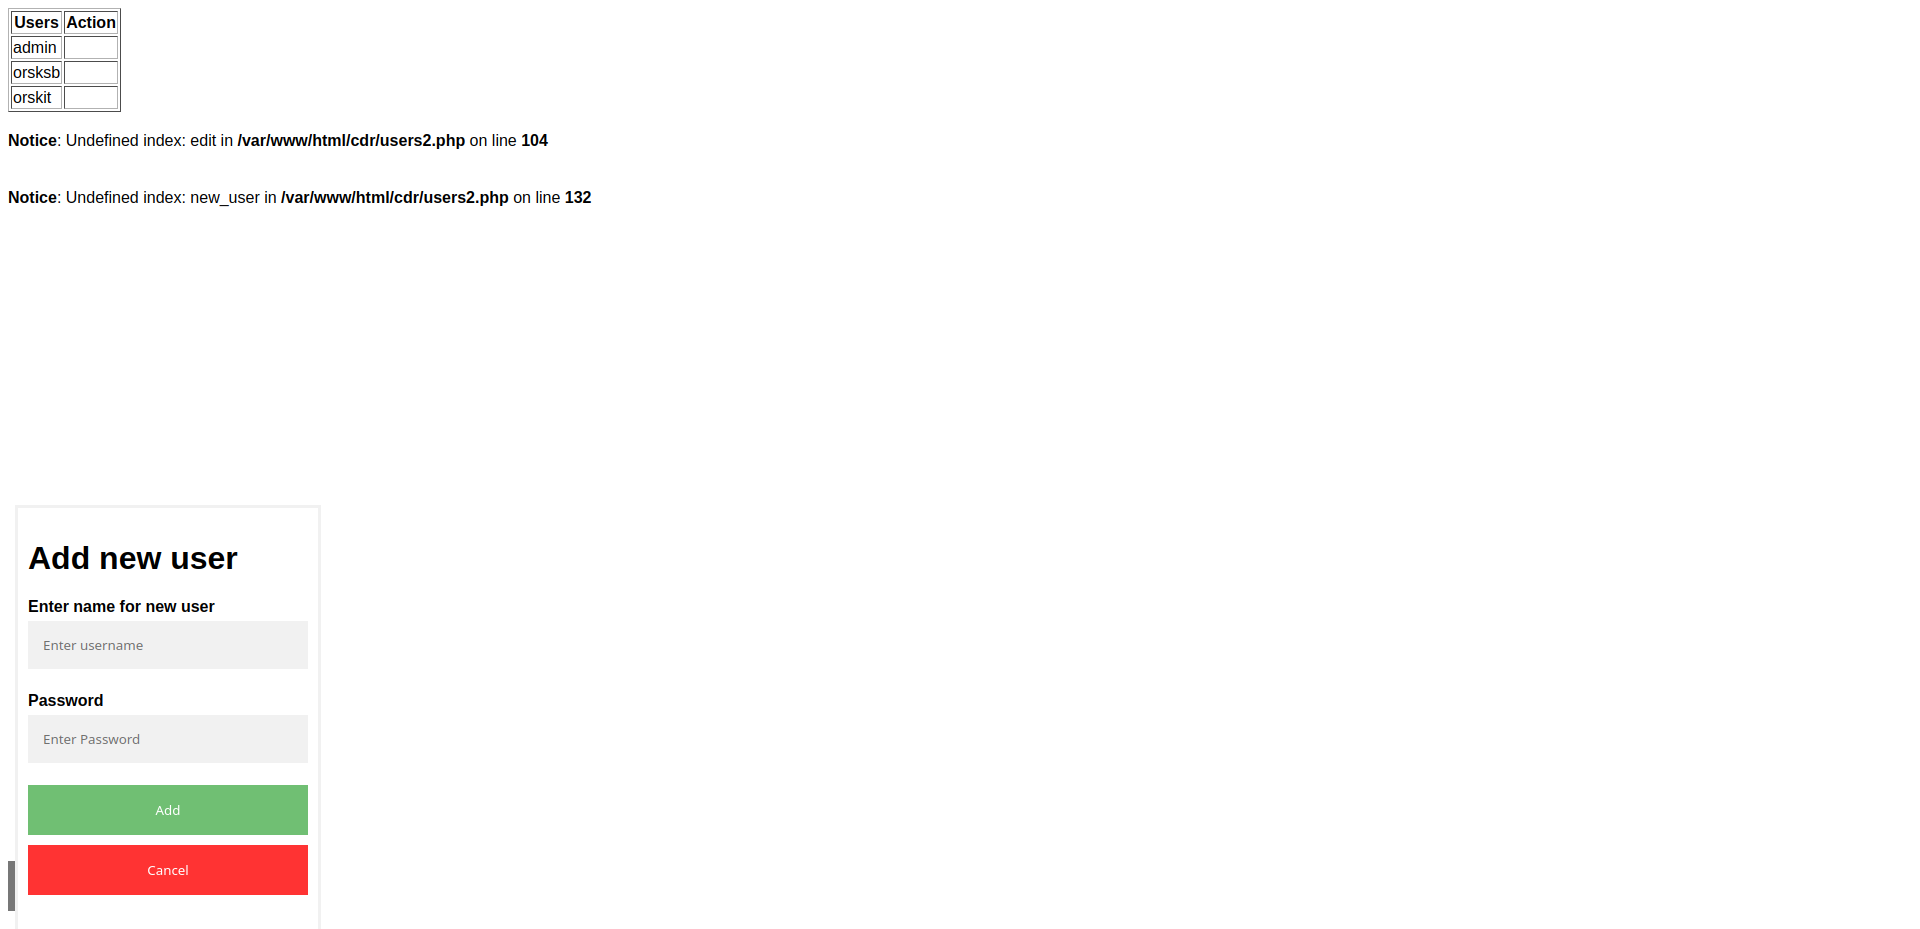 Users Action
admin
orsksb
orskit
Notice: Undefined index: edit in /var/www/html/cdr/users2.php on line 104
Notice: Undefined index: new_user in /var/www/html/cdr/users2.php on line 132
Add new user
Enter name for new user
Enter username
Password
Enter Password
Add
Cancel